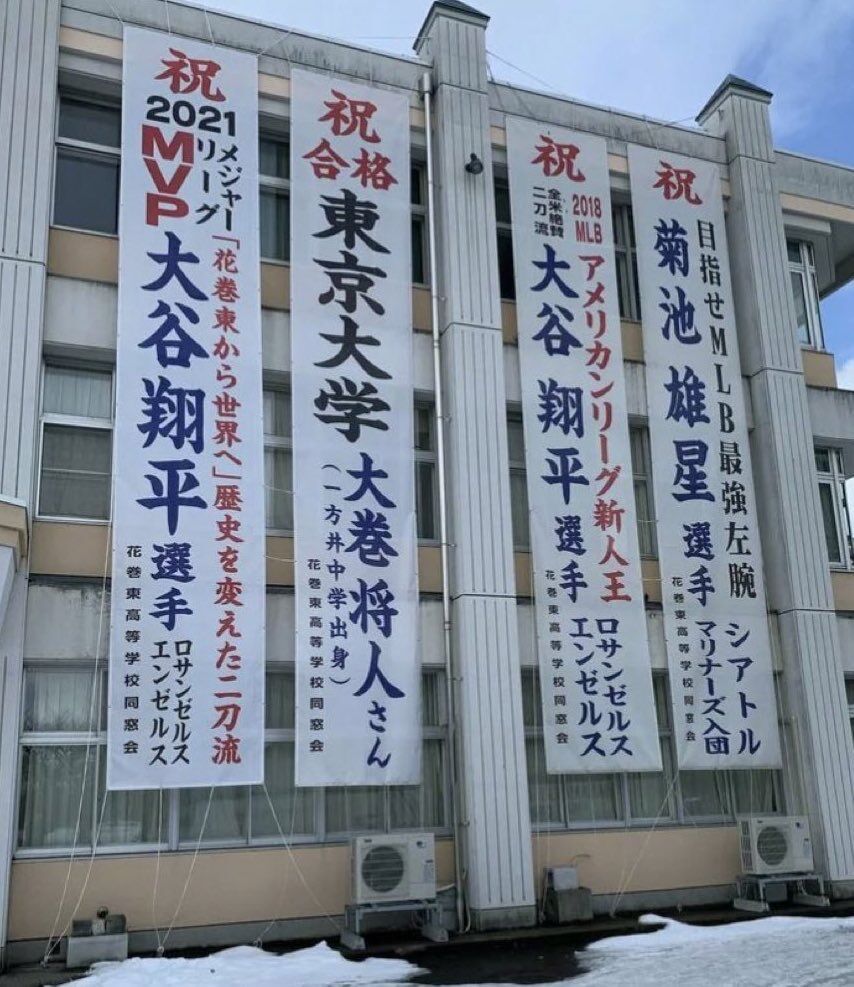 祝
2021
メジャー
リーグ
MVP
「花巻東から世界へ」歴史を変えた二刀流
大谷翔平選手
ロサンゼルス
エンゼルス
花巻東高等学校同窓会
祝
合格
東京大学
大巻将人さん
(一方井中学出身)
花巻東高等学校同窓会
祝
2018
MLB
アメリカンリーグ新人王
全米絶賛
二刀流
大谷翔平選手
ロサンゼルス
エンゼルス
花巻東高等学校同窓会
祝
目指せMLB最強左腕
菊池雄星選手
シアトル
マリナーズ入団
花巻東高等学校同窓会